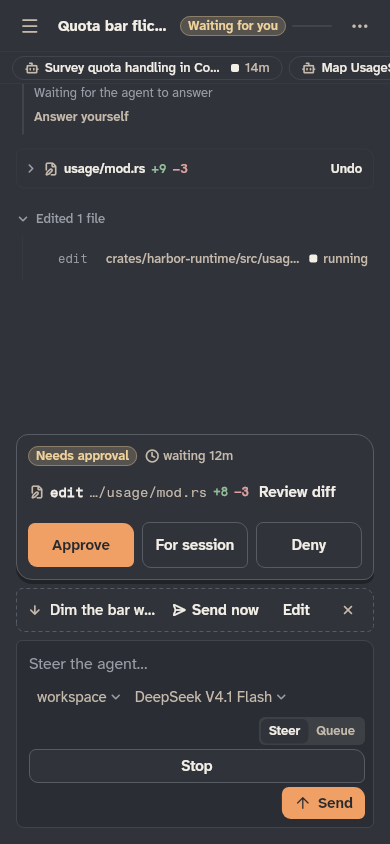 Quota bar flic... Waiting for you
Survey quota handling in Co... 14m Map Usage
Waiting for the agent to answer
Answer yourself
usage/mod.rs +9 −3 Undo
Edited 1 file
edit crates/harbor-runtime/src/usag... running
Needs approval waiting 12m
edit …/usage/mod.rs +8 −3 Review diff
Approve For session Deny
Dim the bar w... Send now Edit
Steer the agent...
workspace DeepSeek V4.1 Flash
Steer Queue
Stop
Send